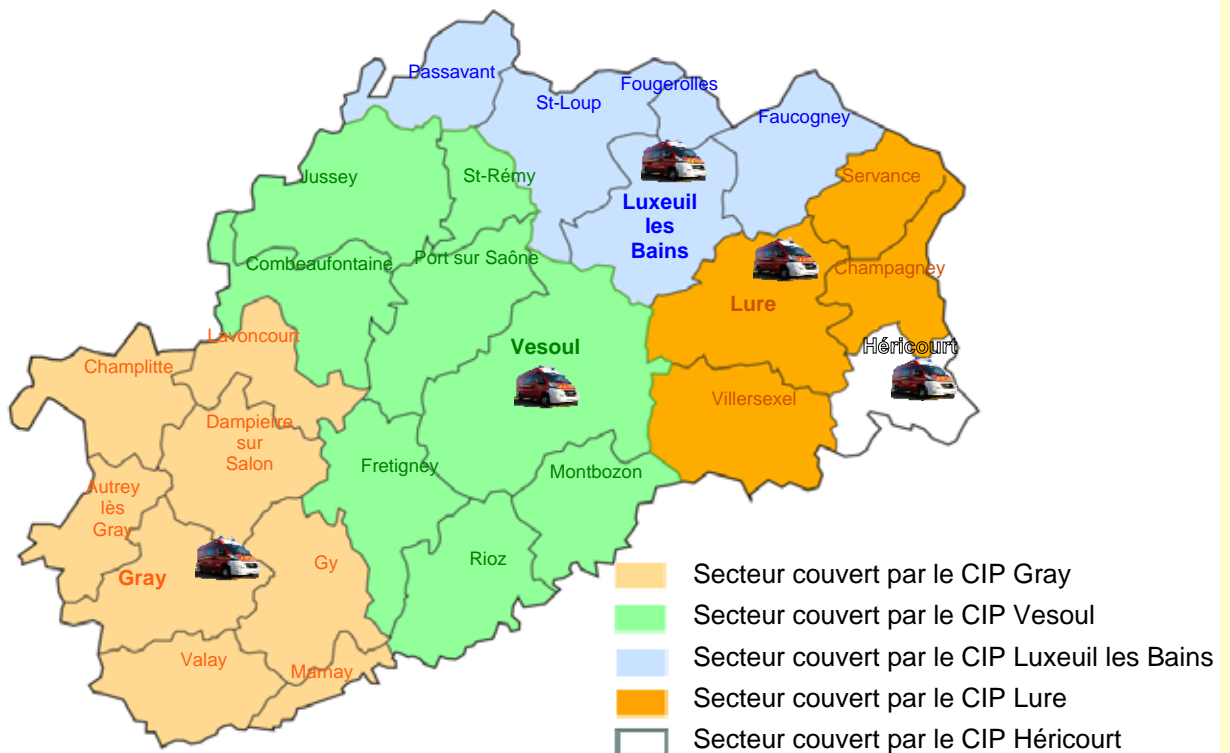 Passavant
Fougerolles
St-Loup
Faucogney
Jussey
St-Rémy
Servance
Luxeuil
les
Bains
Combeaufontaine
Port sur Saône
Champagney
Lure
Lavoncourt
Vesoul
Héricourt
Champlitte
Villersexel
Dampierre
sur
Salon
Fretigney
Montbozon
Autrey
lès
Gray
Gray
Gy
Rioz
Valay
Marnay
Secteur couvert par le CIP Gray
Secteur couvert par le CIP Vesoul
Secteur couvert par le CIP Luxeuil les Bains
Secteur couvert par le CIP Lure
Secteur couvert par le CIP Héricourt